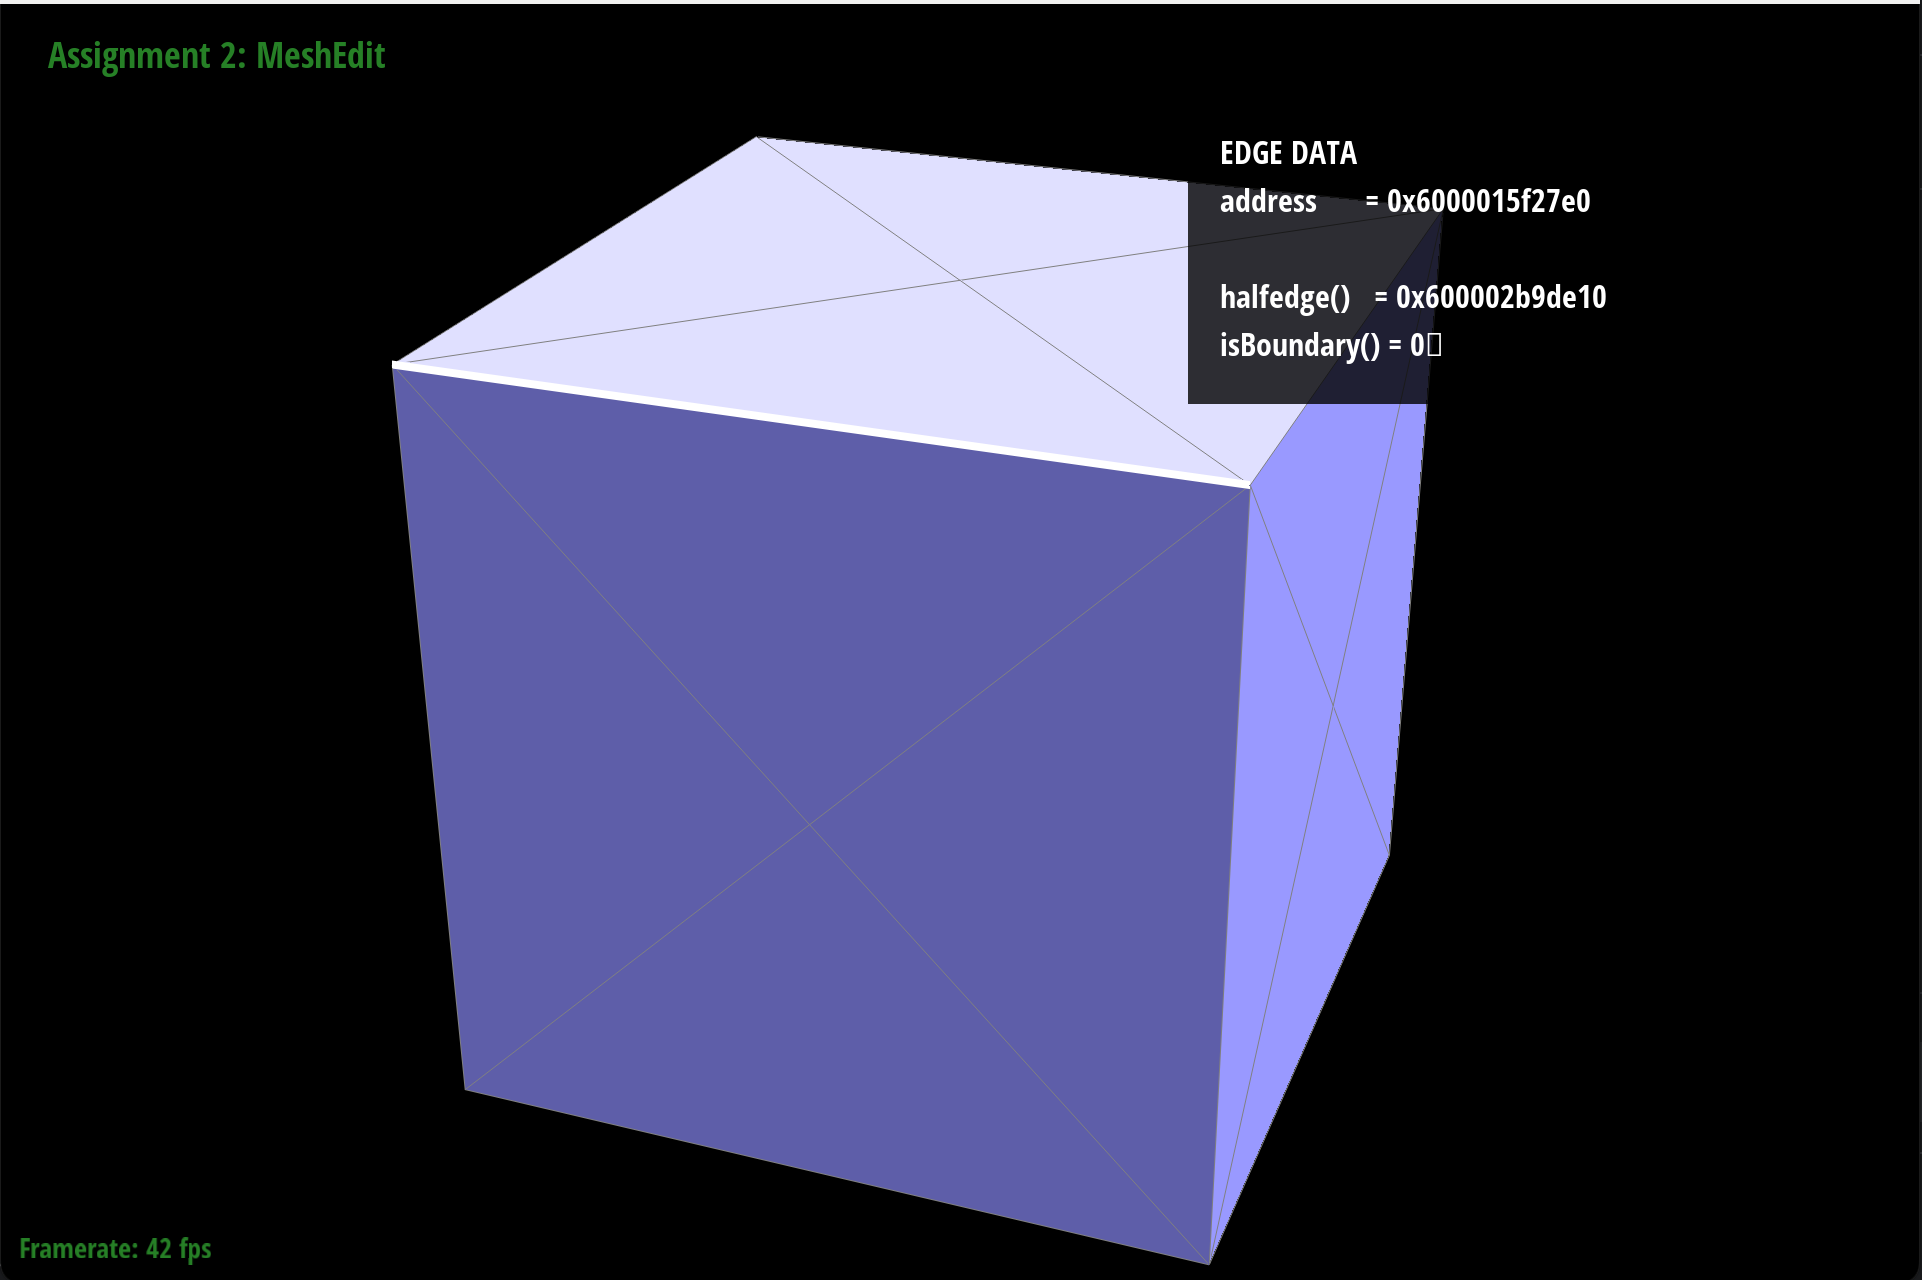 Assignment 2: MeshEdit
EDGE DATA
address = 0x6000015f27e0
halfedge() = 0x600002b9de10
isBoundary() = 0
Framerate: 42 fps